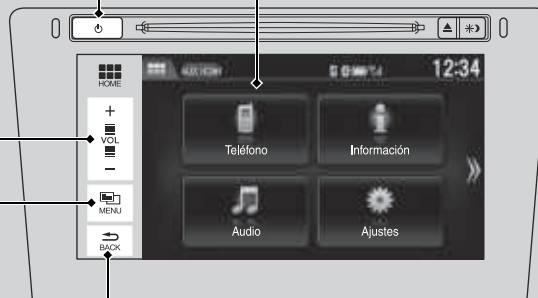 12:34
HOME
+
VOL
−
MENU
BACK
Teléfono
Información
Audio
Ajustes